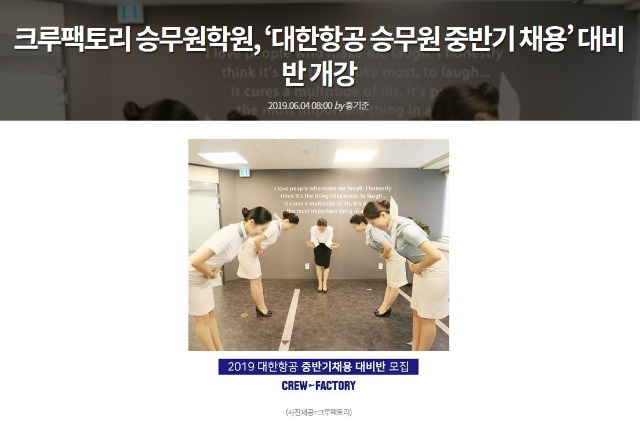 크루팩토리 승무원학원, ‘대한항공 승무원 중반기 채용’ 대비
반 개강
2019.06.04 08:00 by 홍기준
I love people who make me laugh. I honestly
think it's the thing I like most, to laugh...
It cures a multitude of ills. It's p
the most important thing in a
2019 대한항공 중반기채용 대비반 모집
CREW FACTORY
(사진제공=크루팩토리)